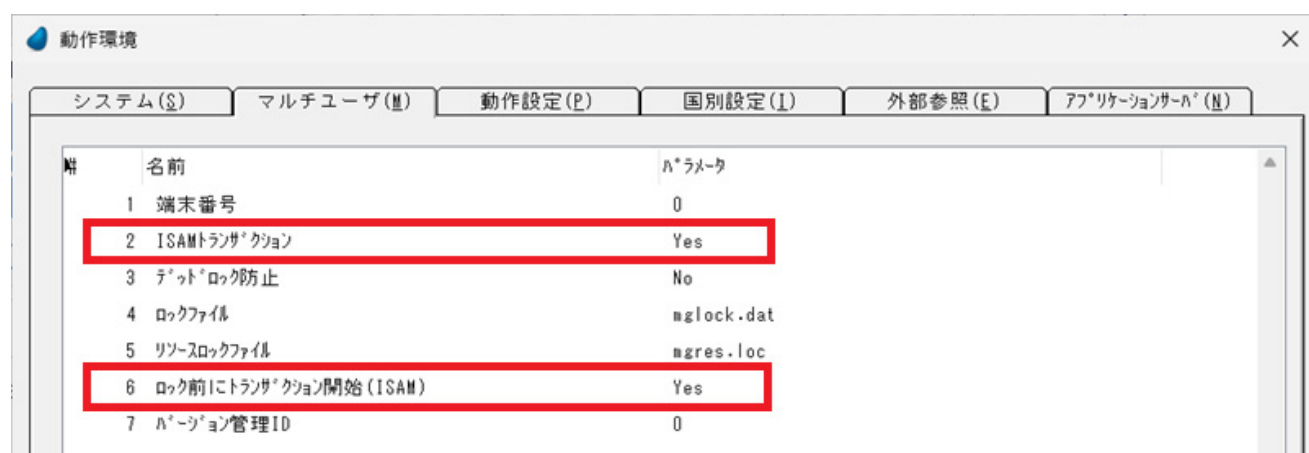 動作環境
システム(S) マルチユーザ(M) 動作設定(P) 国別設定(I) 外部参照(E) ｱﾌﾟﾘｹｰｼｮﾝｻｰﾊﾞ(N)
# 名前 ﾊﾟﾗﾒｰﾀ
1 端末番号 0
2 ISAMﾄﾗﾝｻﾞｸｼｮﾝ Yes
3 ﾃﾞｯﾄﾞﾛｯｸ防止 No
4 ﾛｯｸﾌｧｲﾙ mglock.dat
5 ﾘｿｰｽﾛｯｸﾌｧｲﾙ mgres.loc
6 ﾛｯｸ前にﾄﾗﾝｻﾞｸｼｮﾝ開始(ISAM) Yes
7 ﾊﾞｰｼﾞｮﾝ管理ID 0